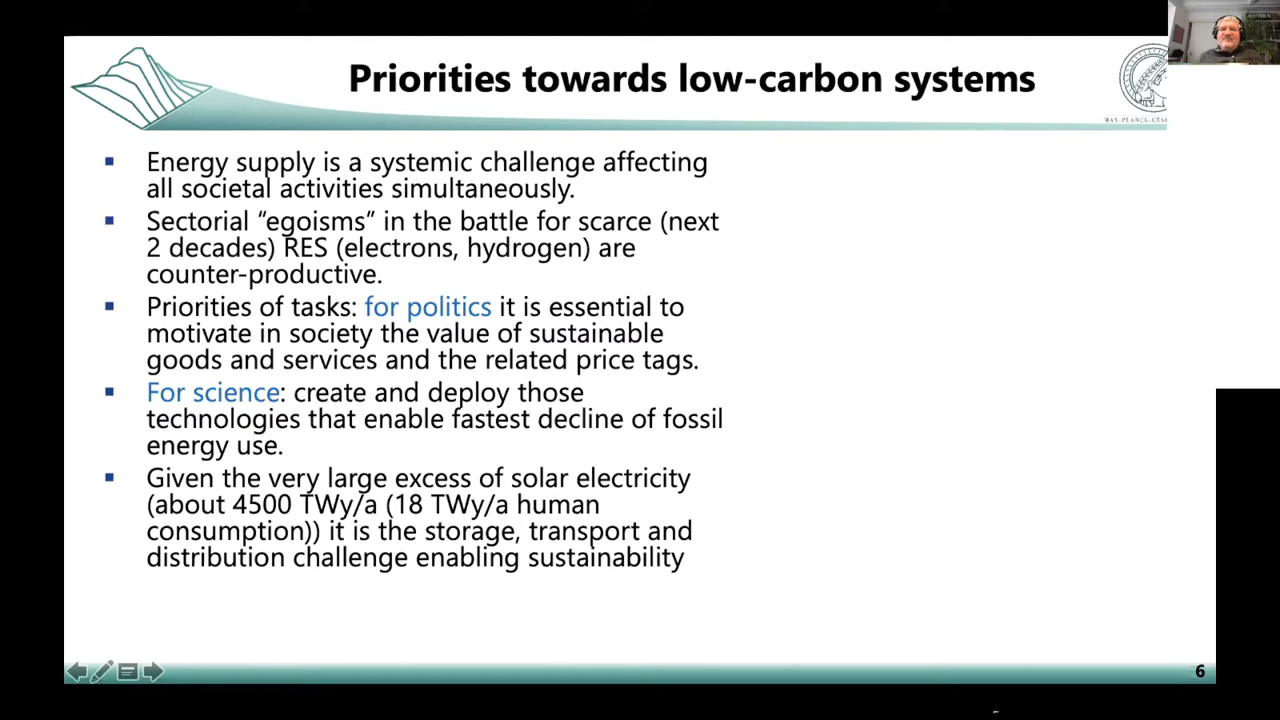 Priorities towards low-carbon systems
▪ Energy supply is a systemic challenge affecting
all societal activities simultaneously.
▪ Sectorial “egoisms” in the battle for scarce (next
2 decades) RES (electrons, hydrogen) are
counter-productive.
▪ Priorities of tasks: for politics it is essential to
motivate in society the value of sustainable
goods and services and the related price tags.
▪ For science: create and deploy those
technologies that enable fastest decline of fossil
energy use.
▪ Given the very large excess of solar electricity
(about 4500 TWy/a (18 TWy/a human
consumption)) it is the storage, transport and
distribution challenge enabling sustainability
6